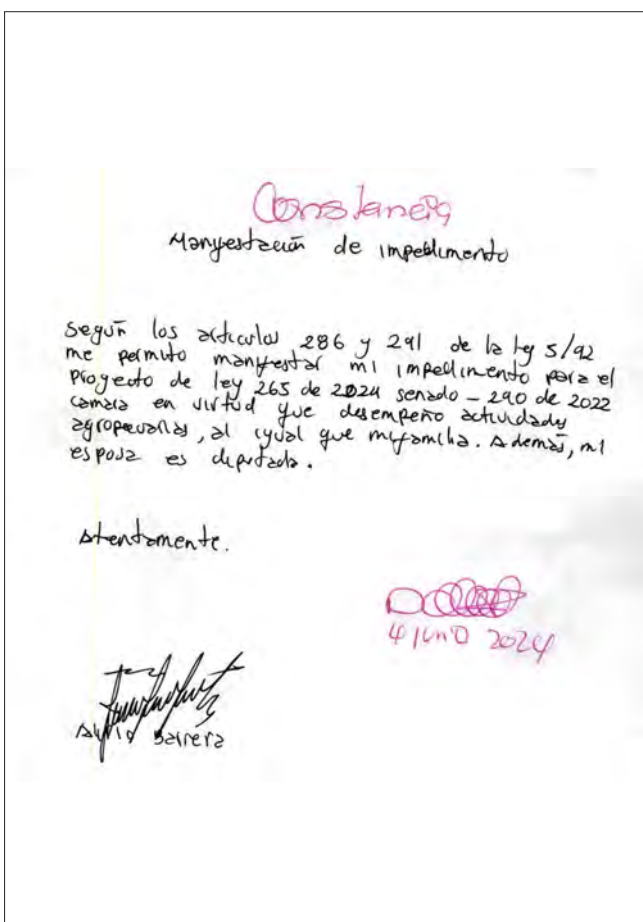 Constancia
Manifestación de impedimento
Según los articulos 286 y 291 de la ley 5/92
me permito manifestar mi impedimento para el
Proyecto de ley 265 de 2024 senado - 290 de 2022
camara en virtud que desempeño actividades
agropecuarias, al igual que mi familia. Además, mi
esposa es diputada.
Atentamente.
4 junio 2024
Barrera